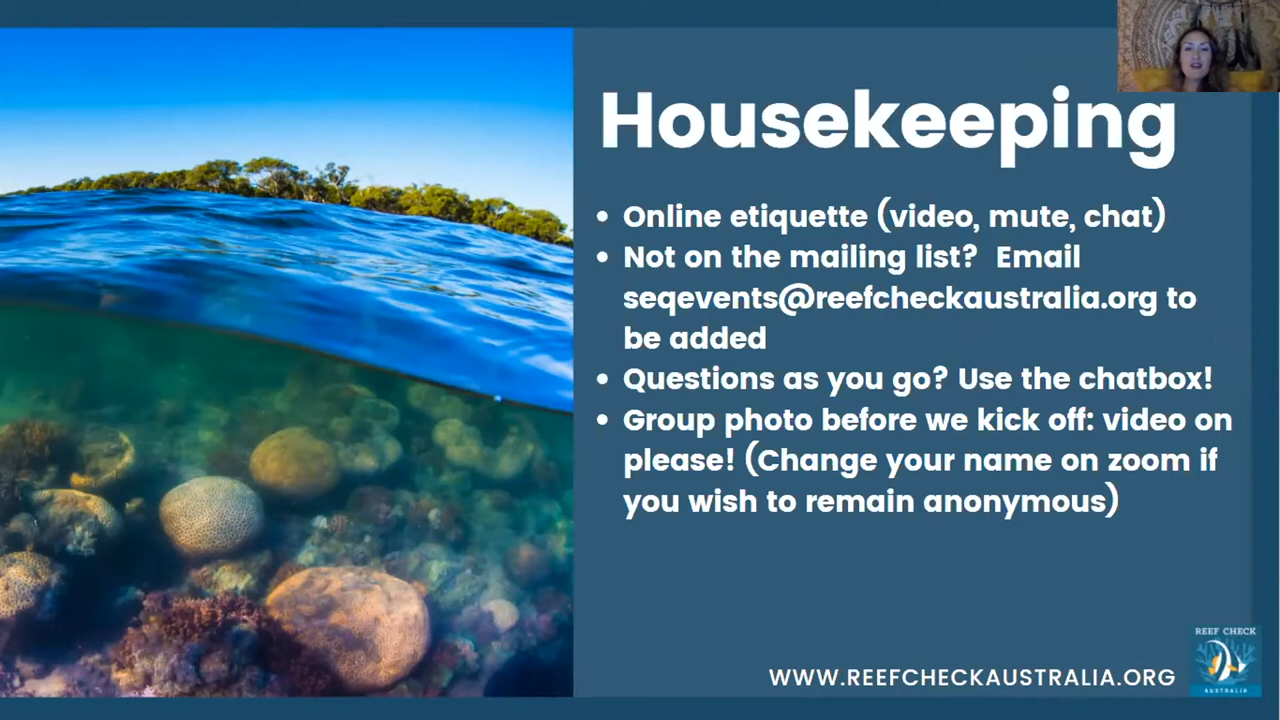 Housekeeping
• Online etiquette (video, mute, chat)
• Not on the mailing list?  Email
seqevents@reefcheckaustralia.org to
be added
• Questions as you go? Use the chatbox!
• Group photo before we kick off: video on
please! (Change your name on zoom if
you wish to remain anonymous)
WWW.REEFCHECKAUSTRALIA.ORG
REEF CHECK
AUSTRALIA